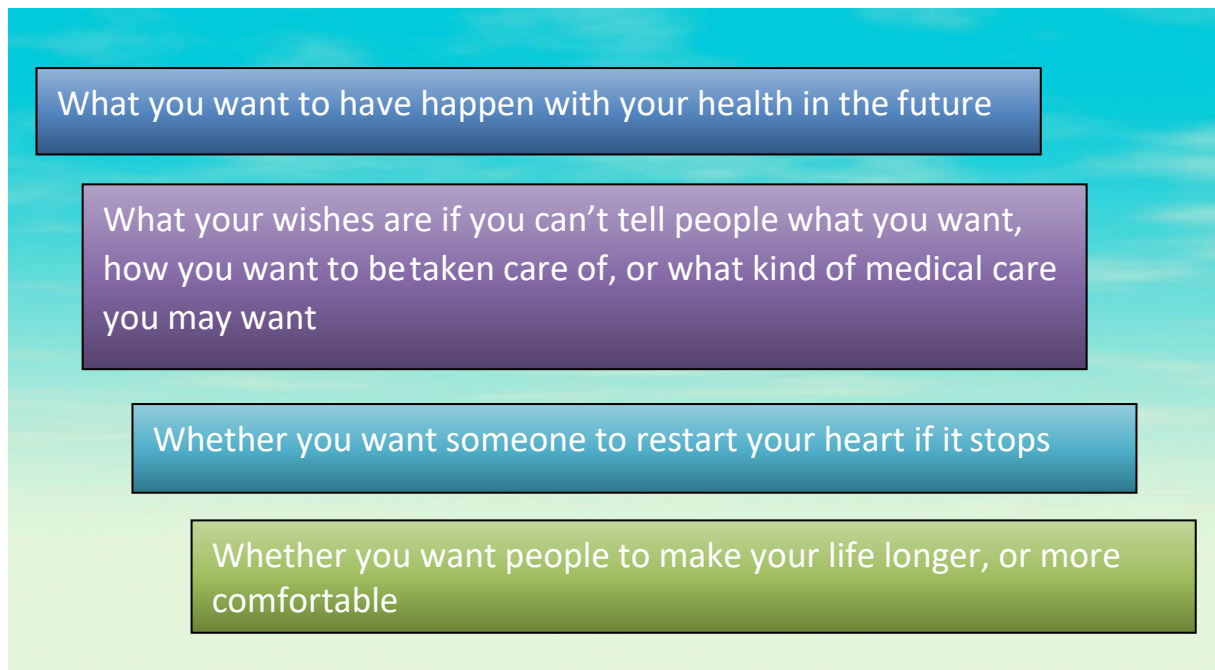 What you want to have happen with your health in the future
What your wishes are if you can’t tell people what you want,
how you want to be taken care of, or what kind of medical care
you may want
Whether you want someone to restart your heart if it stops
Whether you want people to make your life longer, or more
comfortable